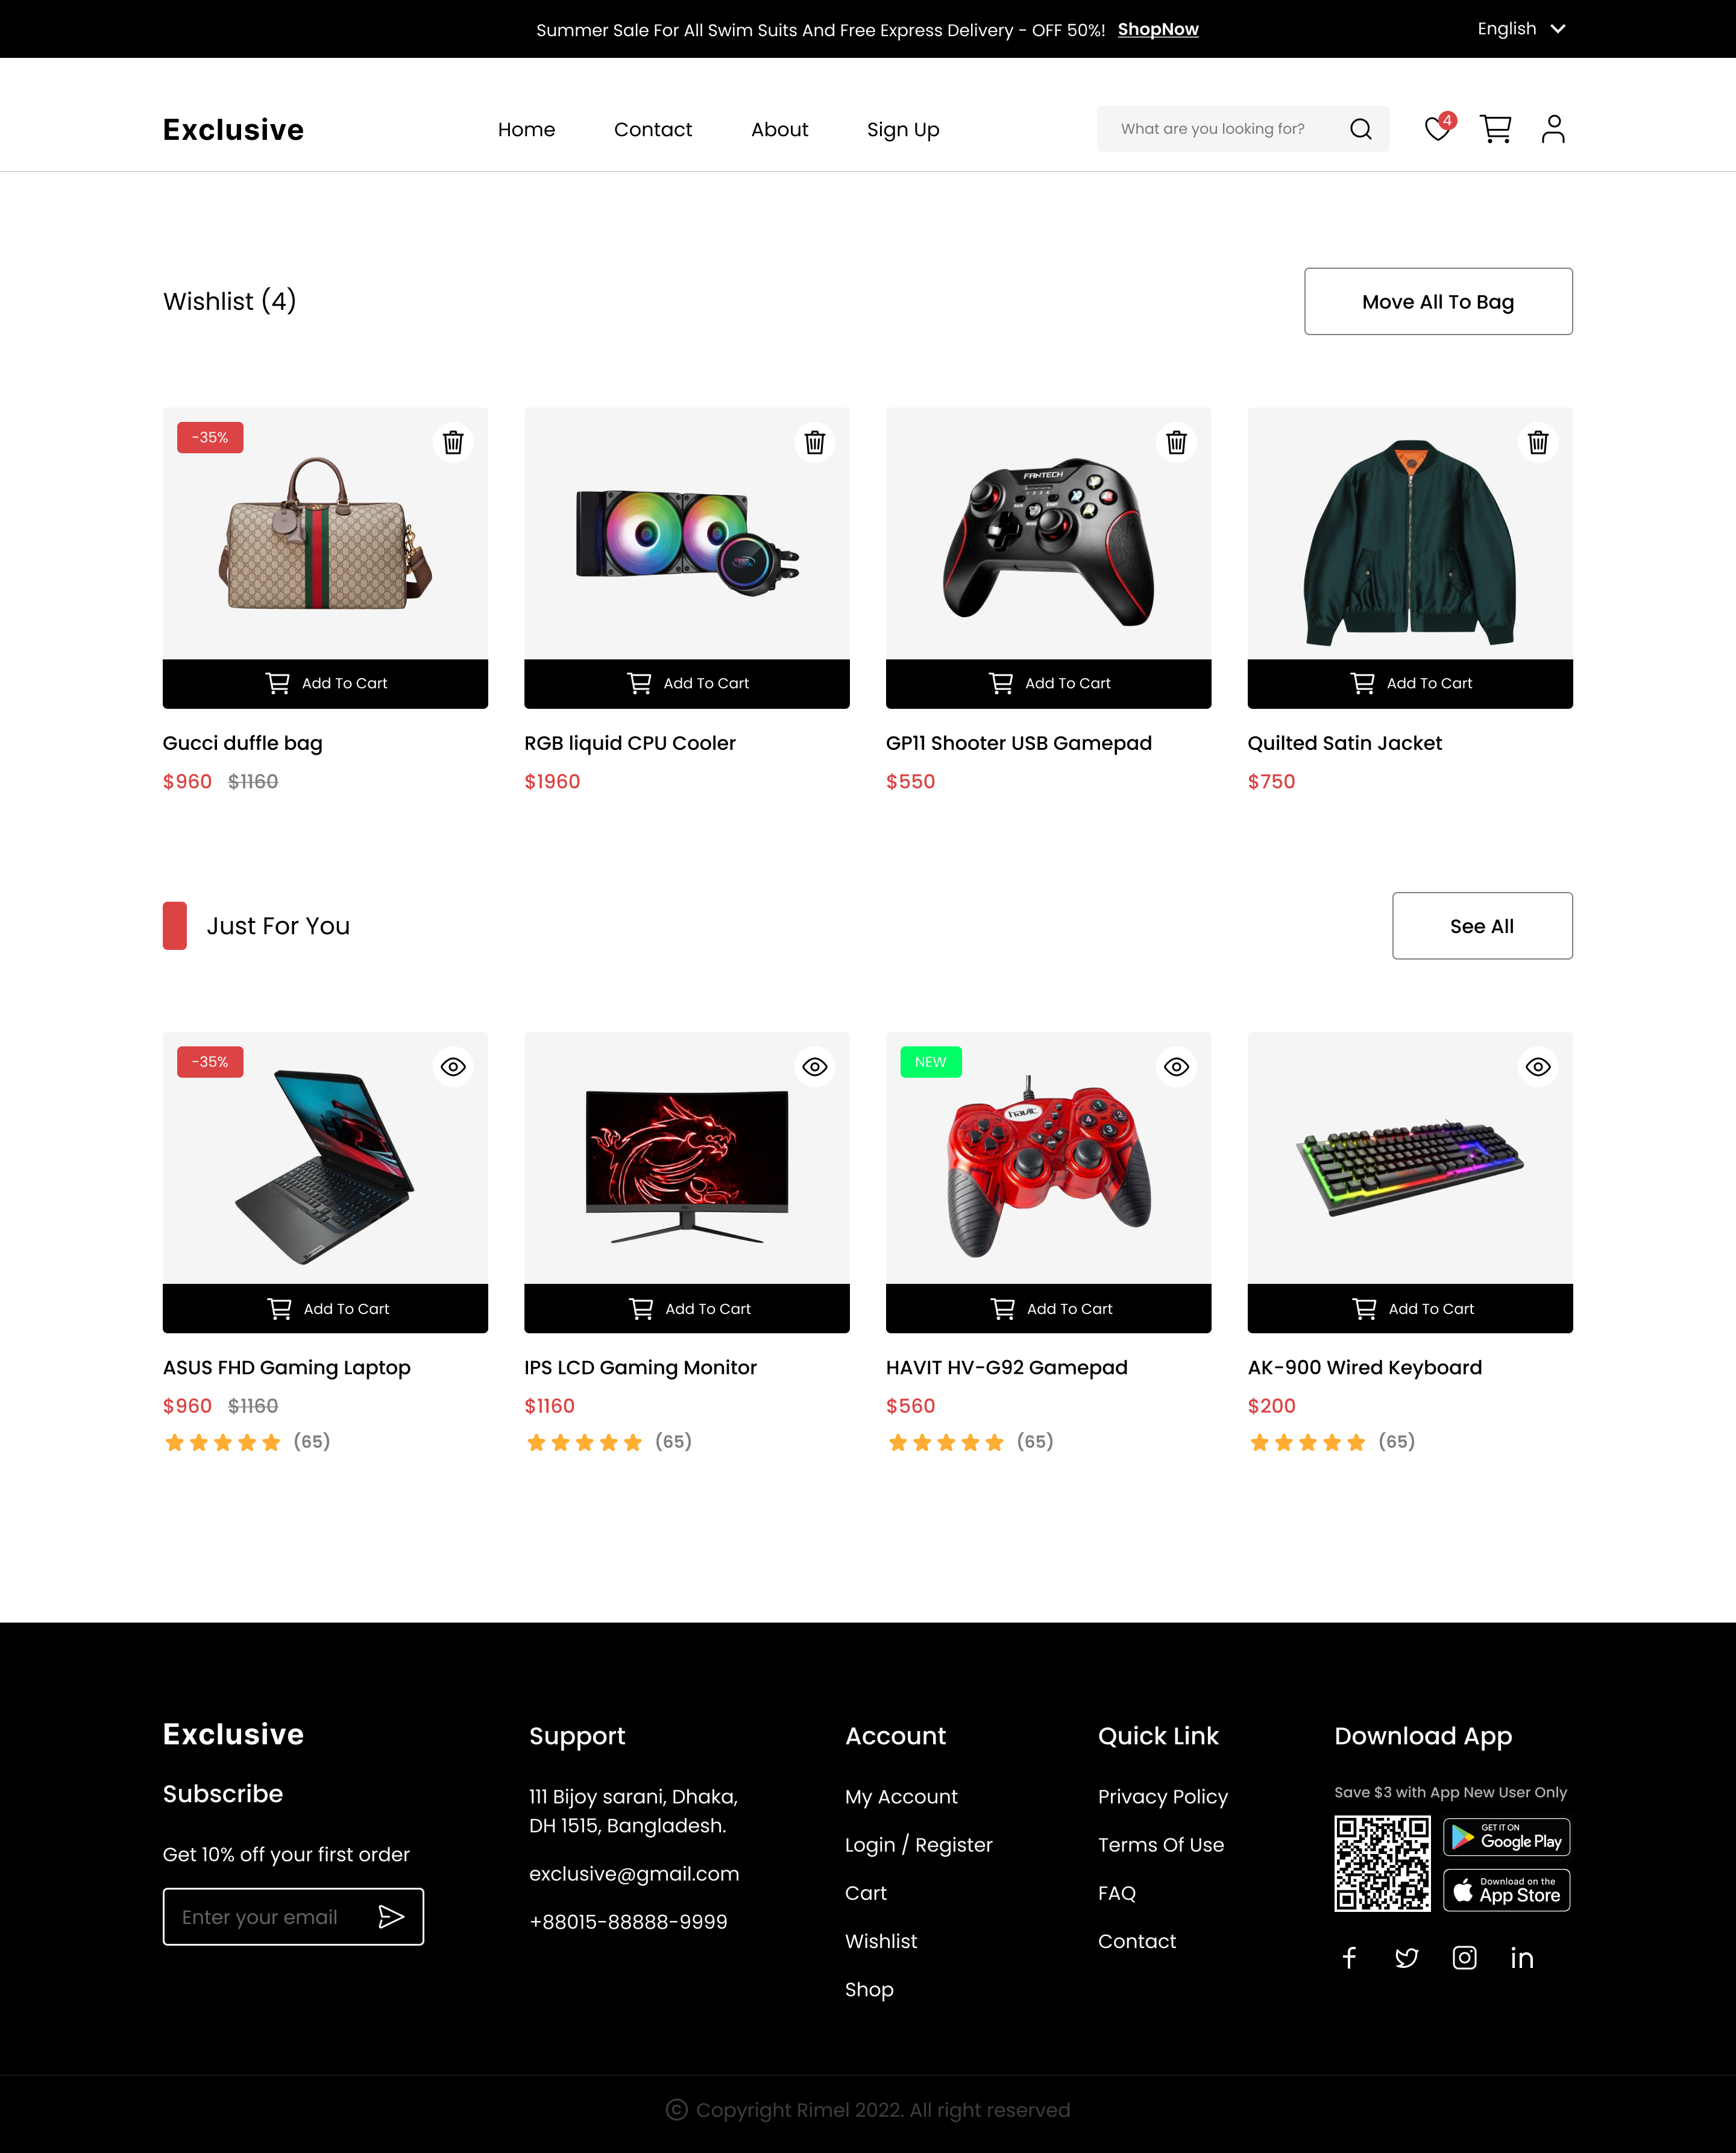 Summer Sale For All Swim Suits And Free Express Delivery - OFF 50%! ShopNow
English
Exclusive
Home
Contact
About
Sign Up
What are you looking for?
4
Wishlist (4)
Move All To Bag
-35%
FANTECH
Add To Cart
Add To Cart
Add To Cart
Add To Cart
Gucci duffle bag
RGB liquid CPU Cooler
GP11 Shooter USB Gamepad
Quilted Satin Jacket
$960 $1160
$1960
$550
$750
Just For You
See All
-35%
NEW
havit
Add To Cart
Add To Cart
Add To Cart
Add To Cart
ASUS FHD Gaming Laptop
IPS LCD Gaming Monitor
HAVIT HV-G92 Gamepad
AK-900 Wired Keyboard
$960 $1160
$1160
$560
$200
(65)
(65)
(65)
(65)
Exclusive
Subscribe
Get 10% off your first order
Enter your email
Support
111 Bijoy sarani, Dhaka,
DH 1515, Bangladesh.
exclusive@gmail.com
+88015-88888-9999
Account
My Account
Login / Register
Cart
Wishlist
Shop
Quick Link
Privacy Policy
Terms Of Use
FAQ
Contact
Download App
Save $3 with App New User Only
GET IT ON
Google Play
Download on the
App Store
© Copyright Rimel 2022. All right reserved